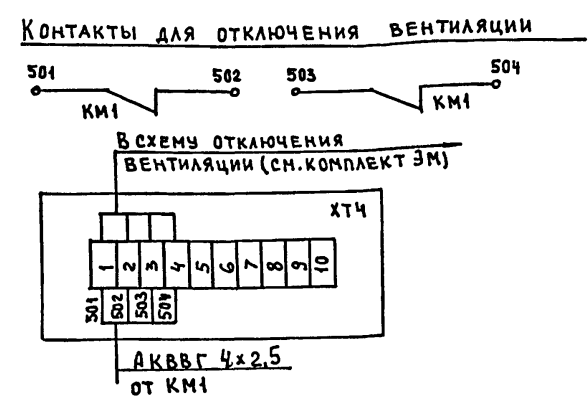 КОНТАКТЫ ДЛЯ ОТКЛЮЧЕНИЯ ВЕНТИЛЯЦИИ
501 502 503 504
КМ1 КМ1
В СХЕМУ ОТКЛЮЧЕНИЯ
ВЕНТИЛЯЦИИ (СМ. КОМПЛЕКТ ЭМ)
ХТ4
1 2 3 4 5 6 7 8 9 10
501 502 503 504
АКВВГ 4×2,5
ОТ КМ1